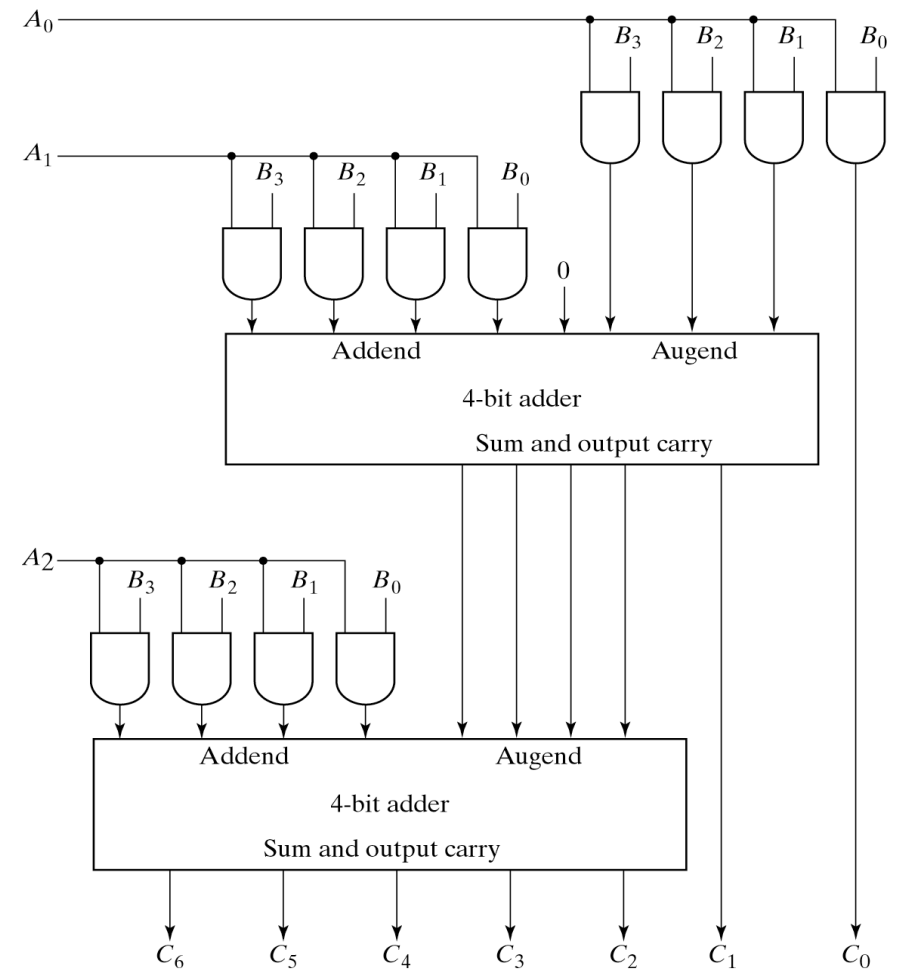 A₀
B₃ B₂ B₁ B₀
A₁
B₃ B₂ B₁ B₀
0
Addend Augend
4-bit adder
Sum and output carry
A₂
B₃ B₂ B₁ B₀
Addend Augend
4-bit adder
Sum and output carry
C₆ C₅ C₄ C₃ C₂ C₁ C₀